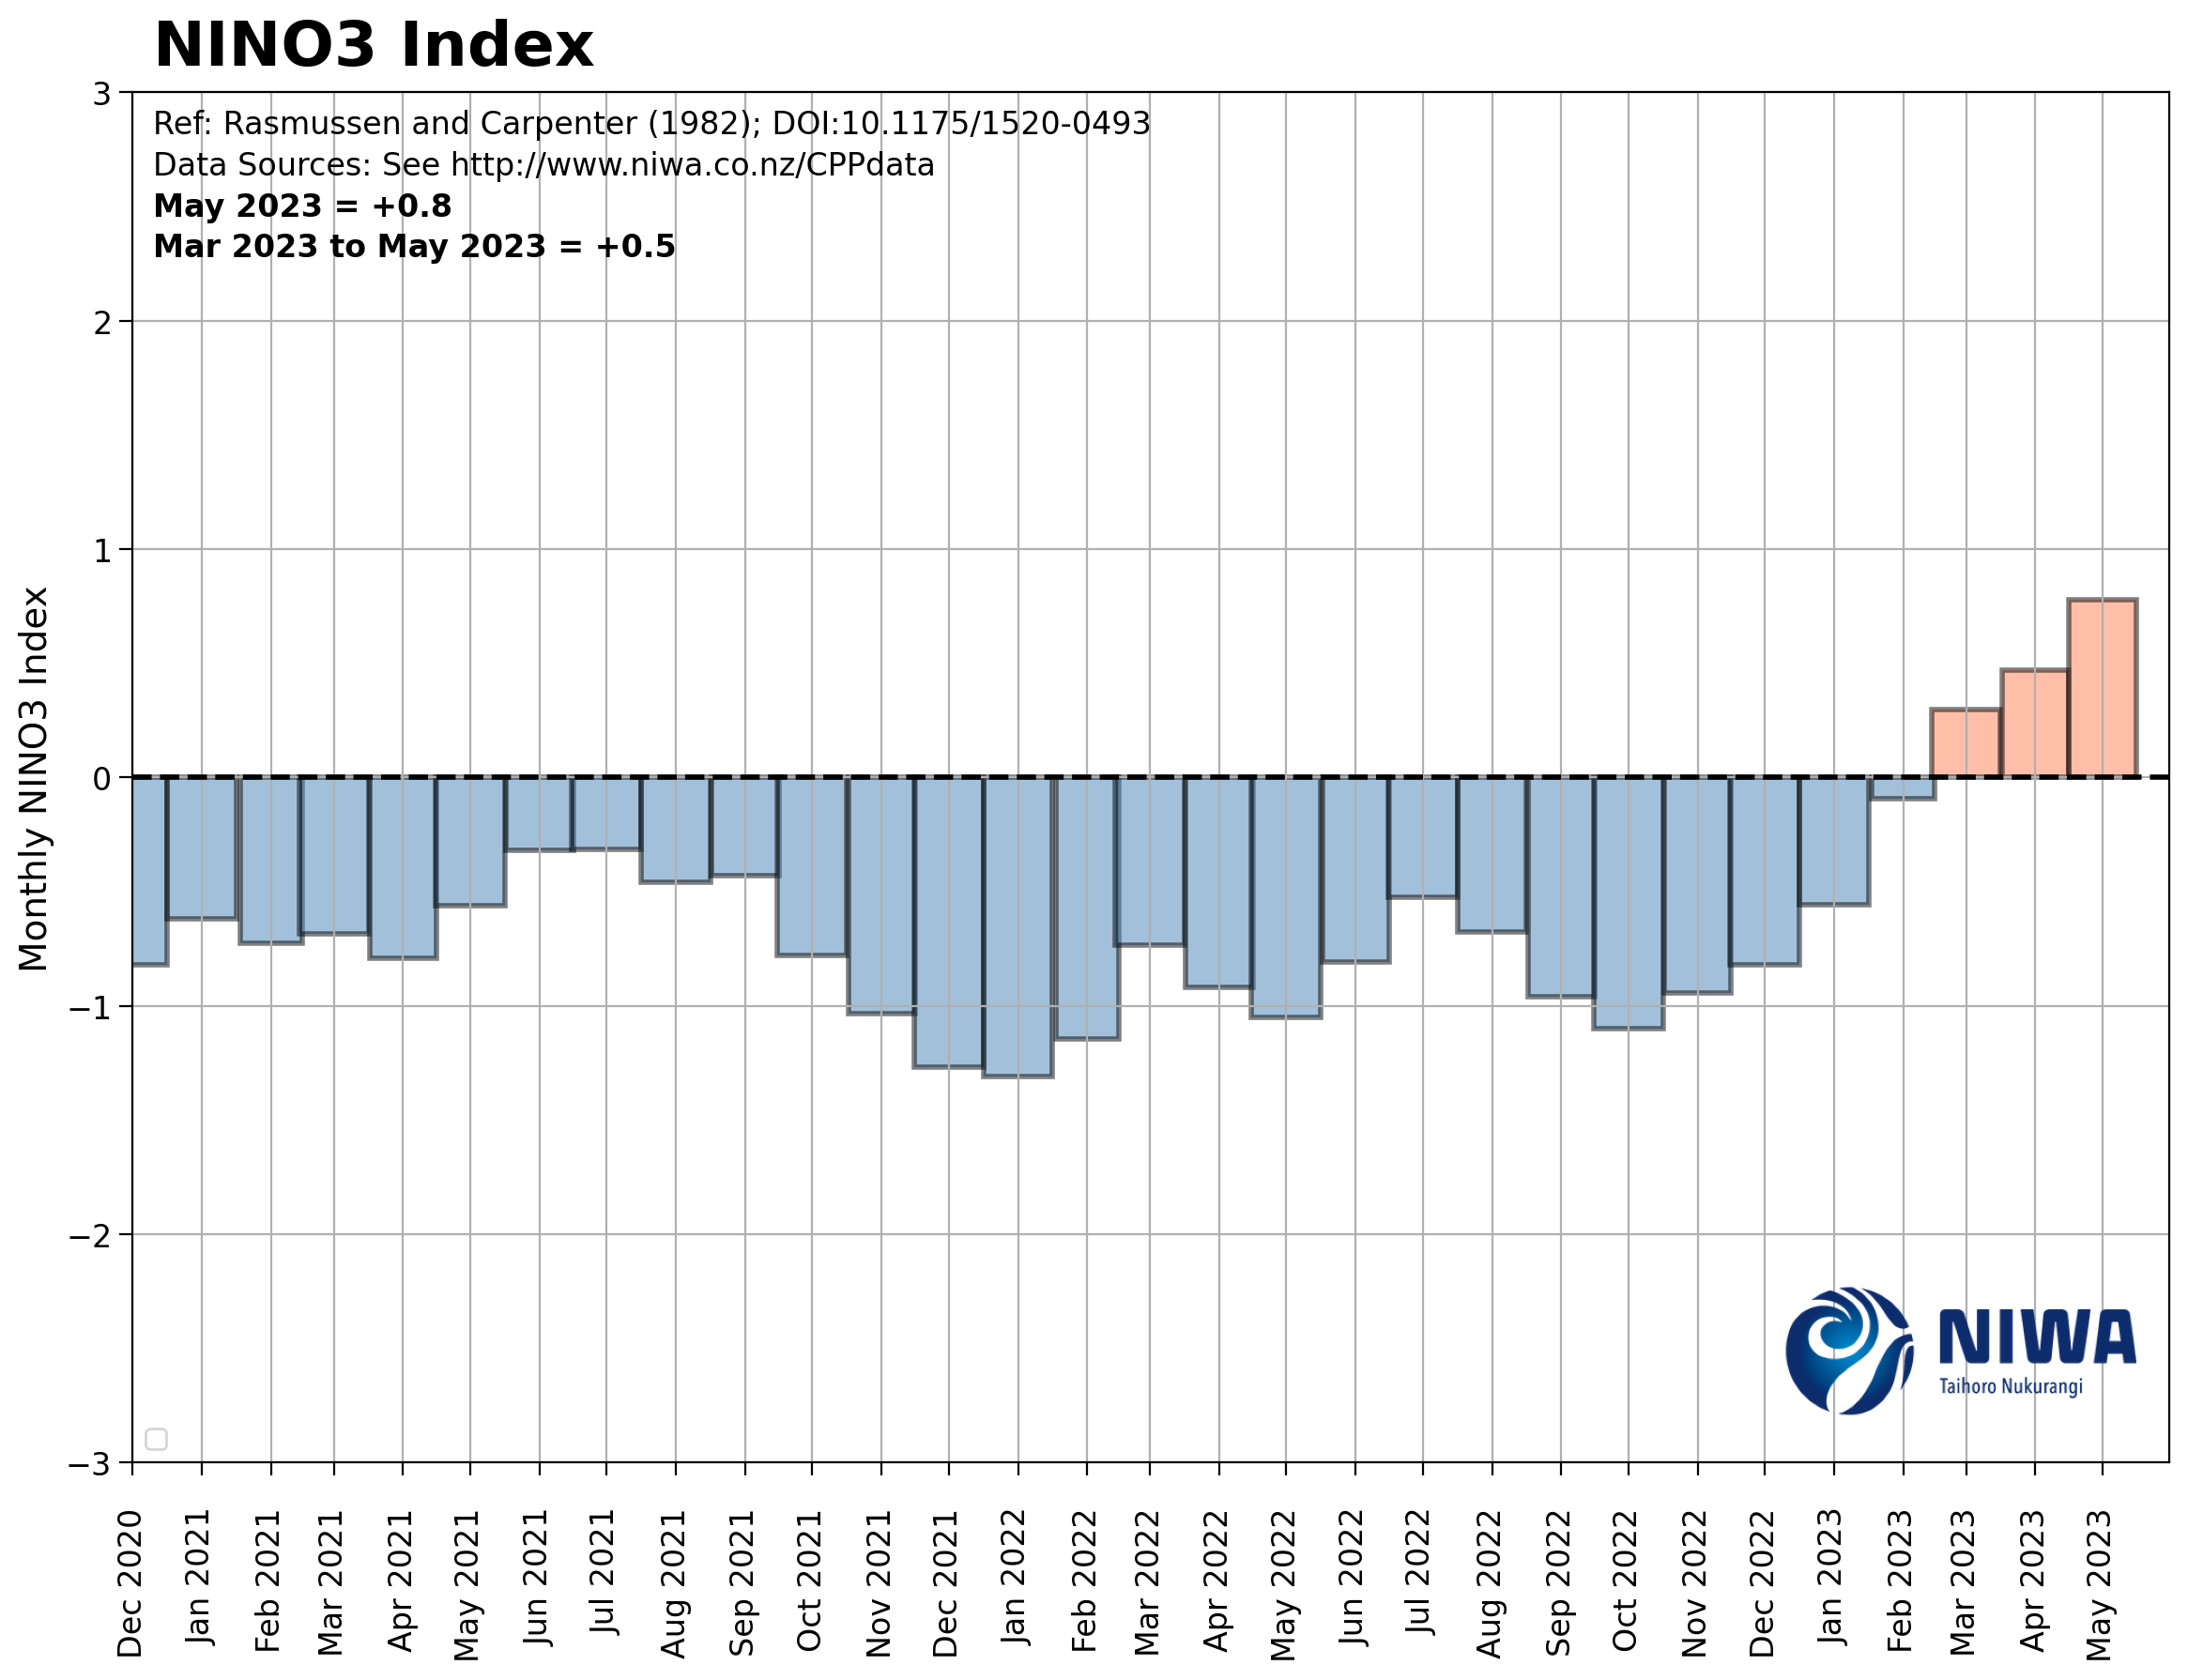 NINO3 Index
Ref: Rasmussen and Carpenter (1982); DOI:10.1175/1520-0493
Data Sources: See http://www.niwa.co.nz/CPPdata
May 2023 = +0.8
Mar 2023 to May 2023 = +0.5
Monthly NINO3 Index
3
2
1
0
−1
−2
−3
NIWA
Taihoro Nukurangi
Dec 2020
Jan 2021
Feb 2021
Mar 2021
Apr 2021
May 2021
Jun 2021
Jul 2021
Aug 2021
Sep 2021
Oct 2021
Nov 2021
Dec 2021
Jan 2022
Feb 2022
Mar 2022
Apr 2022
May 2022
Jun 2022
Jul 2022
Aug 2022
Sep 2022
Oct 2022
Nov 2022
Dec 2022
Jan 2023
Feb 2023
Mar 2023
Apr 2023
May 2023